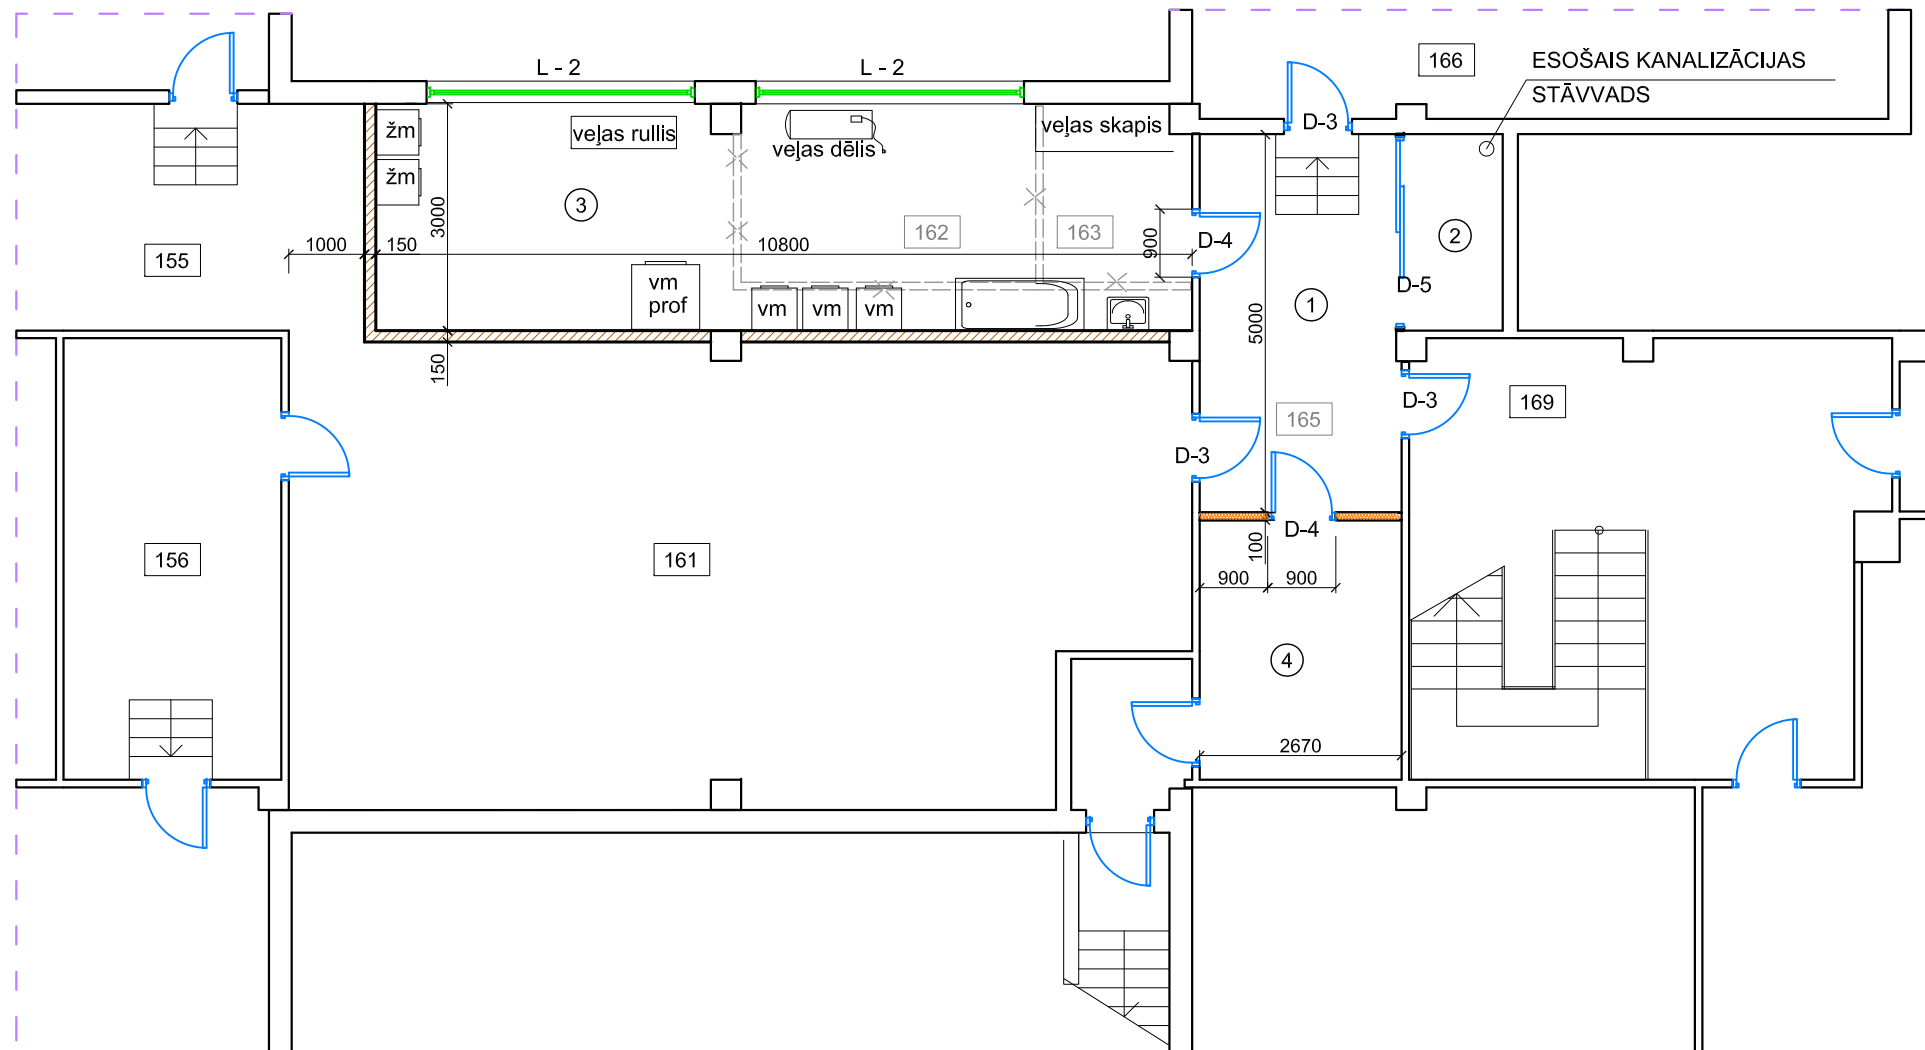 L - 2
L - 2
166
ESOŠAIS KANALIZĀCIJAS
STĀVVADS
žm
veļas rullis
veļas dēlis
veļas skapis
D-3
žm
3
3000
162
163
900
D-4
2
155
1000
150
10800
vm
prof
vm
vm
vm
1
D-5
5000
150
D-3
169
165
D-3
156
161
D-4
100
900
900
4
2670